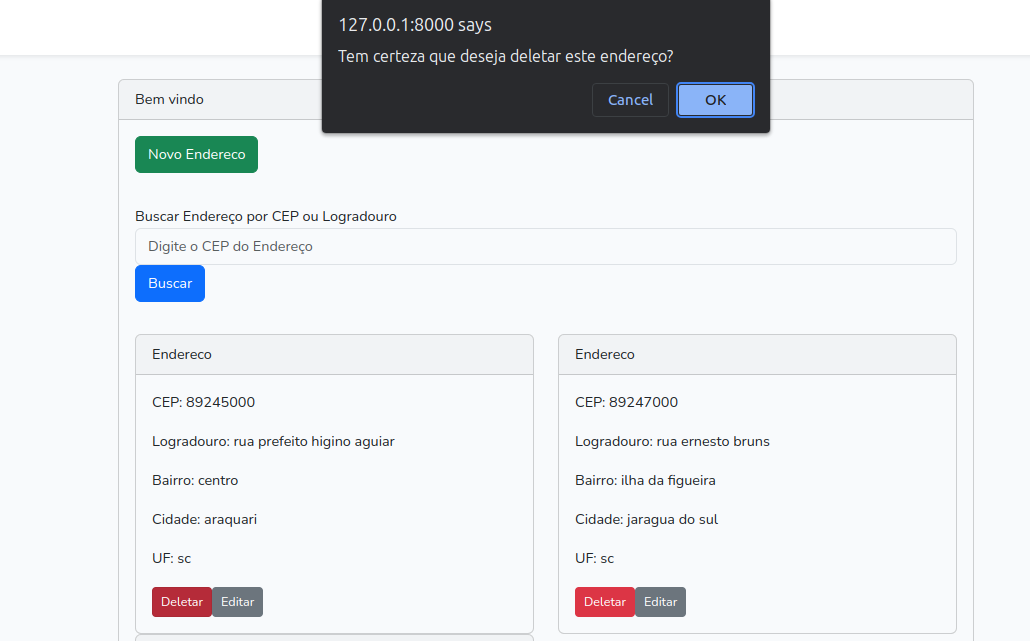 127.0.0.1:8000 says
Tem certeza que deseja deletar este endereço?
Cancel OK
Bem vindo
Novo Endereco
Buscar Endereço por CEP ou Logradouro
Digite o CEP do Endereço
Buscar
Endereco
CEP: 89245000
Logradouro: rua prefeito higino aguiar
Bairro: centro
Cidade: araquari
UF: sc
Deletar Editar
Endereco
CEP: 89247000
Logradouro: rua ernesto bruns
Bairro: ilha da figueira
Cidade: jaragua do sul
UF: sc
Deletar Editar